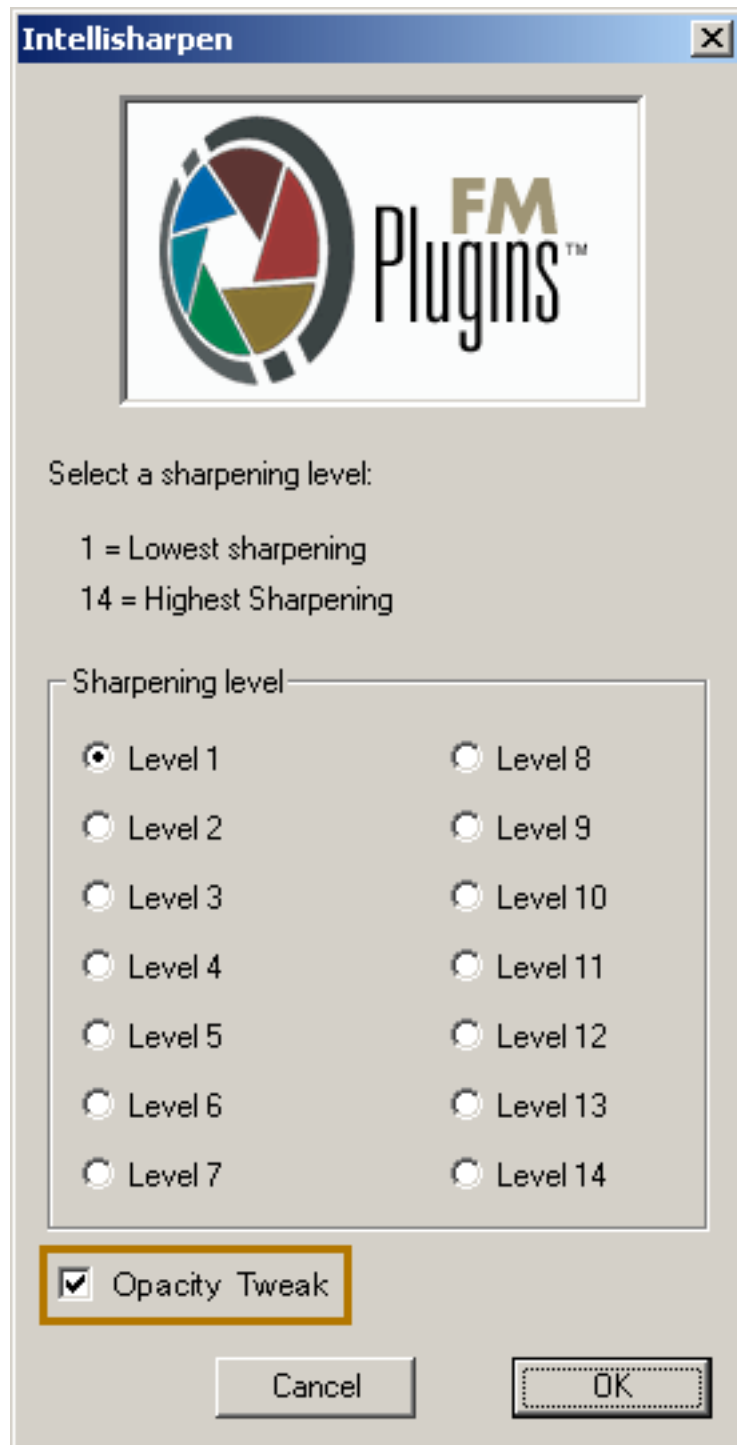 Intellisharpen
FM
Plugins™
Select a sharpening level:
1 = Lowest sharpening
14 = Highest Sharpening
Sharpening level
Level 1
Level 2
Level 3
Level 4
Level 5
Level 6
Level 7
Level 8
Level 9
Level 10
Level 11
Level 12
Level 13
Level 14
Opacity Tweak
Cancel
OK